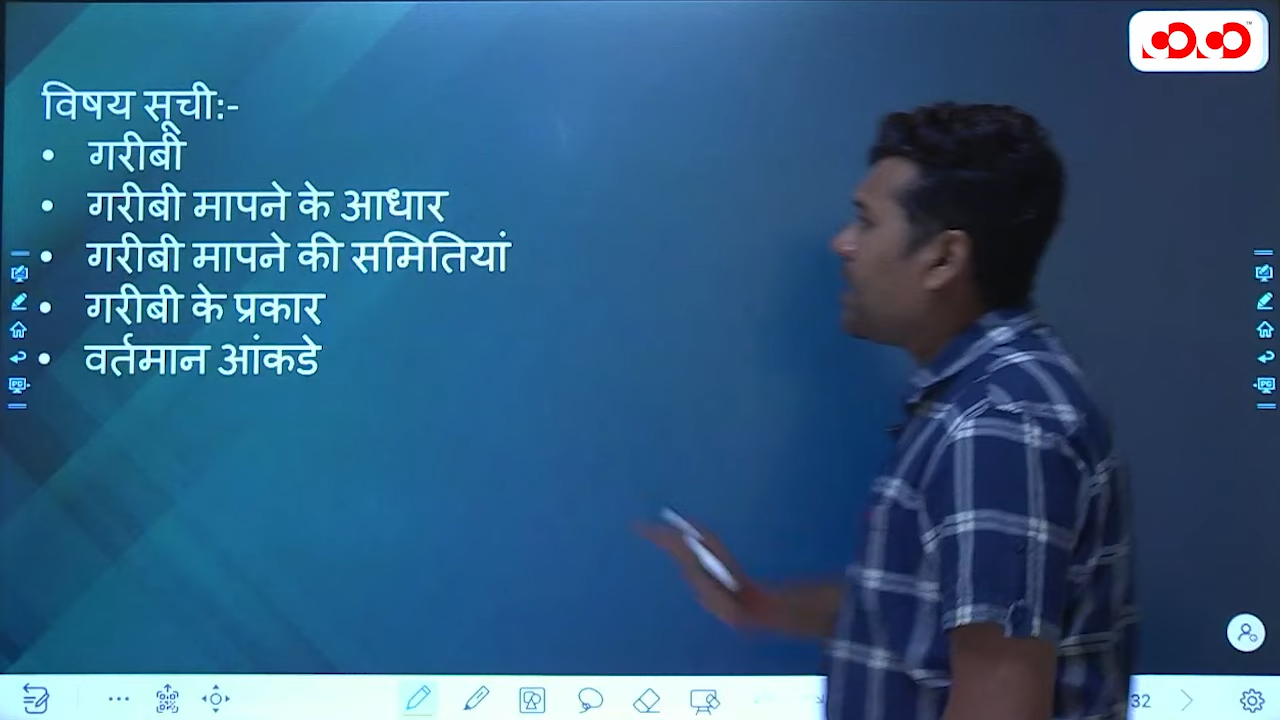 विषय सूची:-
• गरीबी
• गरीबी मापने के आधार
• गरीबी मापने की समितियां
• गरीबी के प्रकार
• वर्तमान आंकडे
32